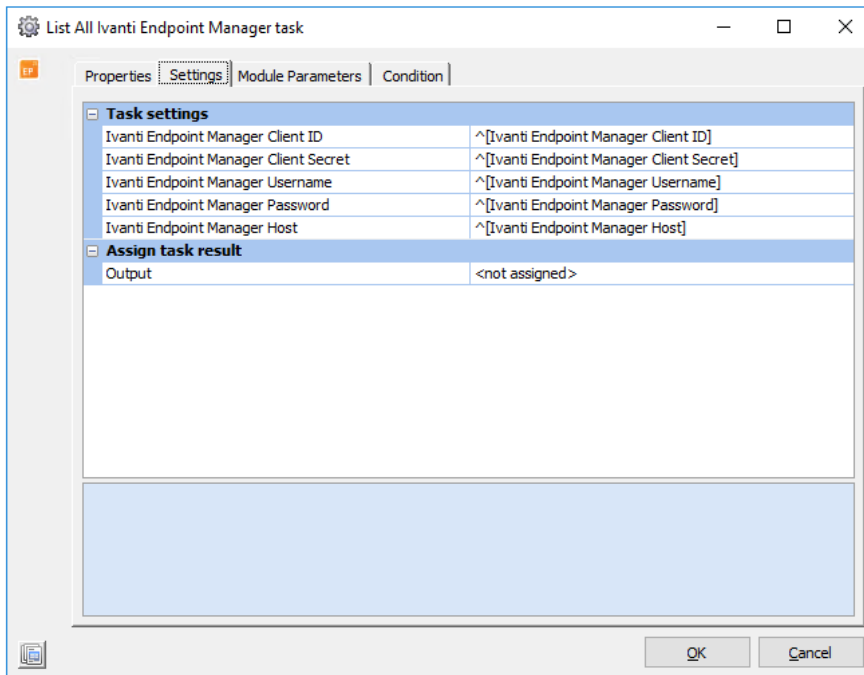 List All Ivanti Endpoint Manager task
EP
Properties Settings Module Parameters Condition
Task settings
Ivanti Endpoint Manager Client ID ^[Ivanti Endpoint Manager Client ID]
Ivanti Endpoint Manager Client Secret ^[Ivanti Endpoint Manager Client Secret]
Ivanti Endpoint Manager Username ^[Ivanti Endpoint Manager Username]
Ivanti Endpoint Manager Password ^[Ivanti Endpoint Manager Password]
Ivanti Endpoint Manager Host ^[Ivanti Endpoint Manager Host]
Assign task result
Output <not assigned>
OK Cancel